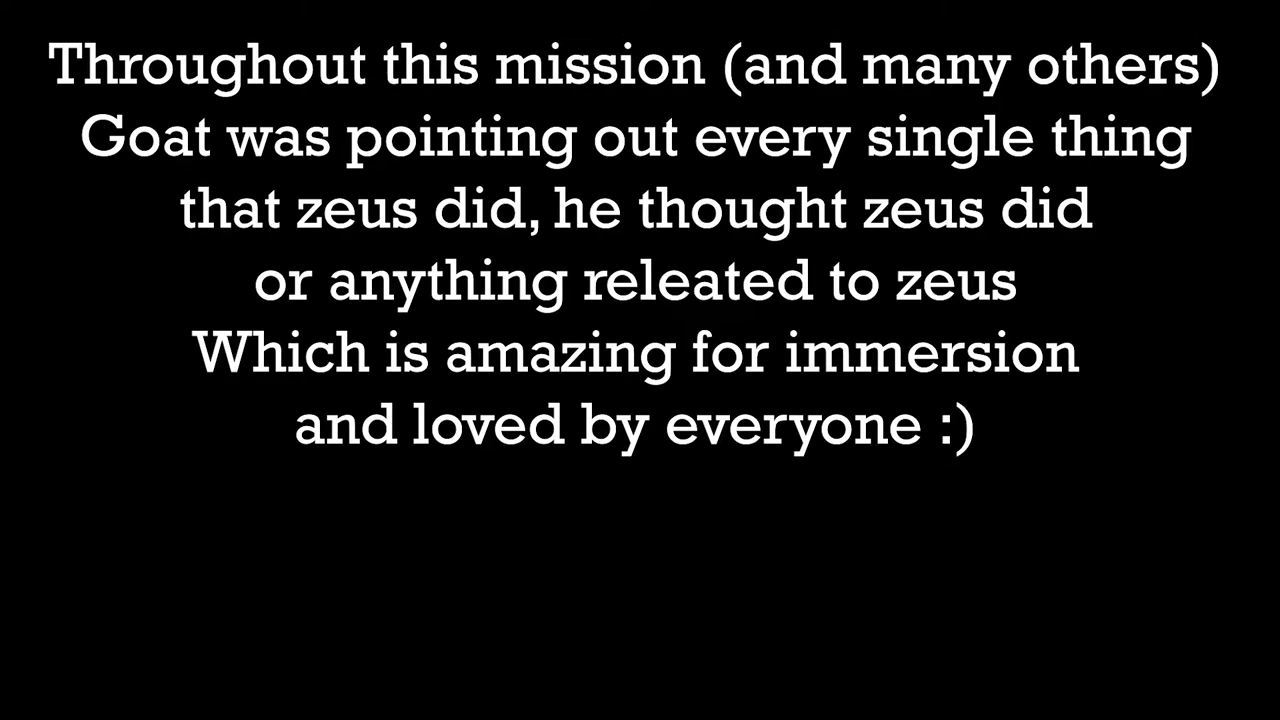 Throughout this mission (and many others)
Goat was pointing out every single thing
that zeus did, he thought zeus did
or anything releated to zeus
Which is amazing for immersion
and loved by everyone :)